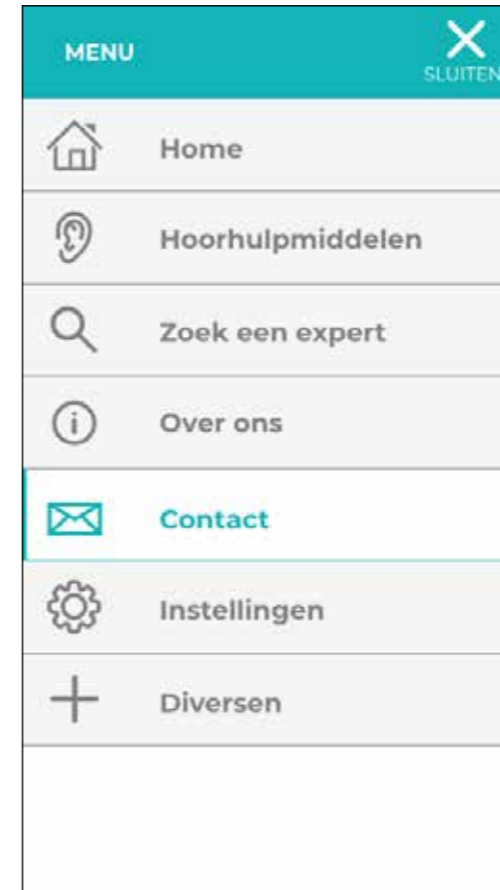 MENU
SLUITEN
Home
Hoorhulpmiddelen
Zoek een expert
Over ons
Contact
Instellingen
Diversen